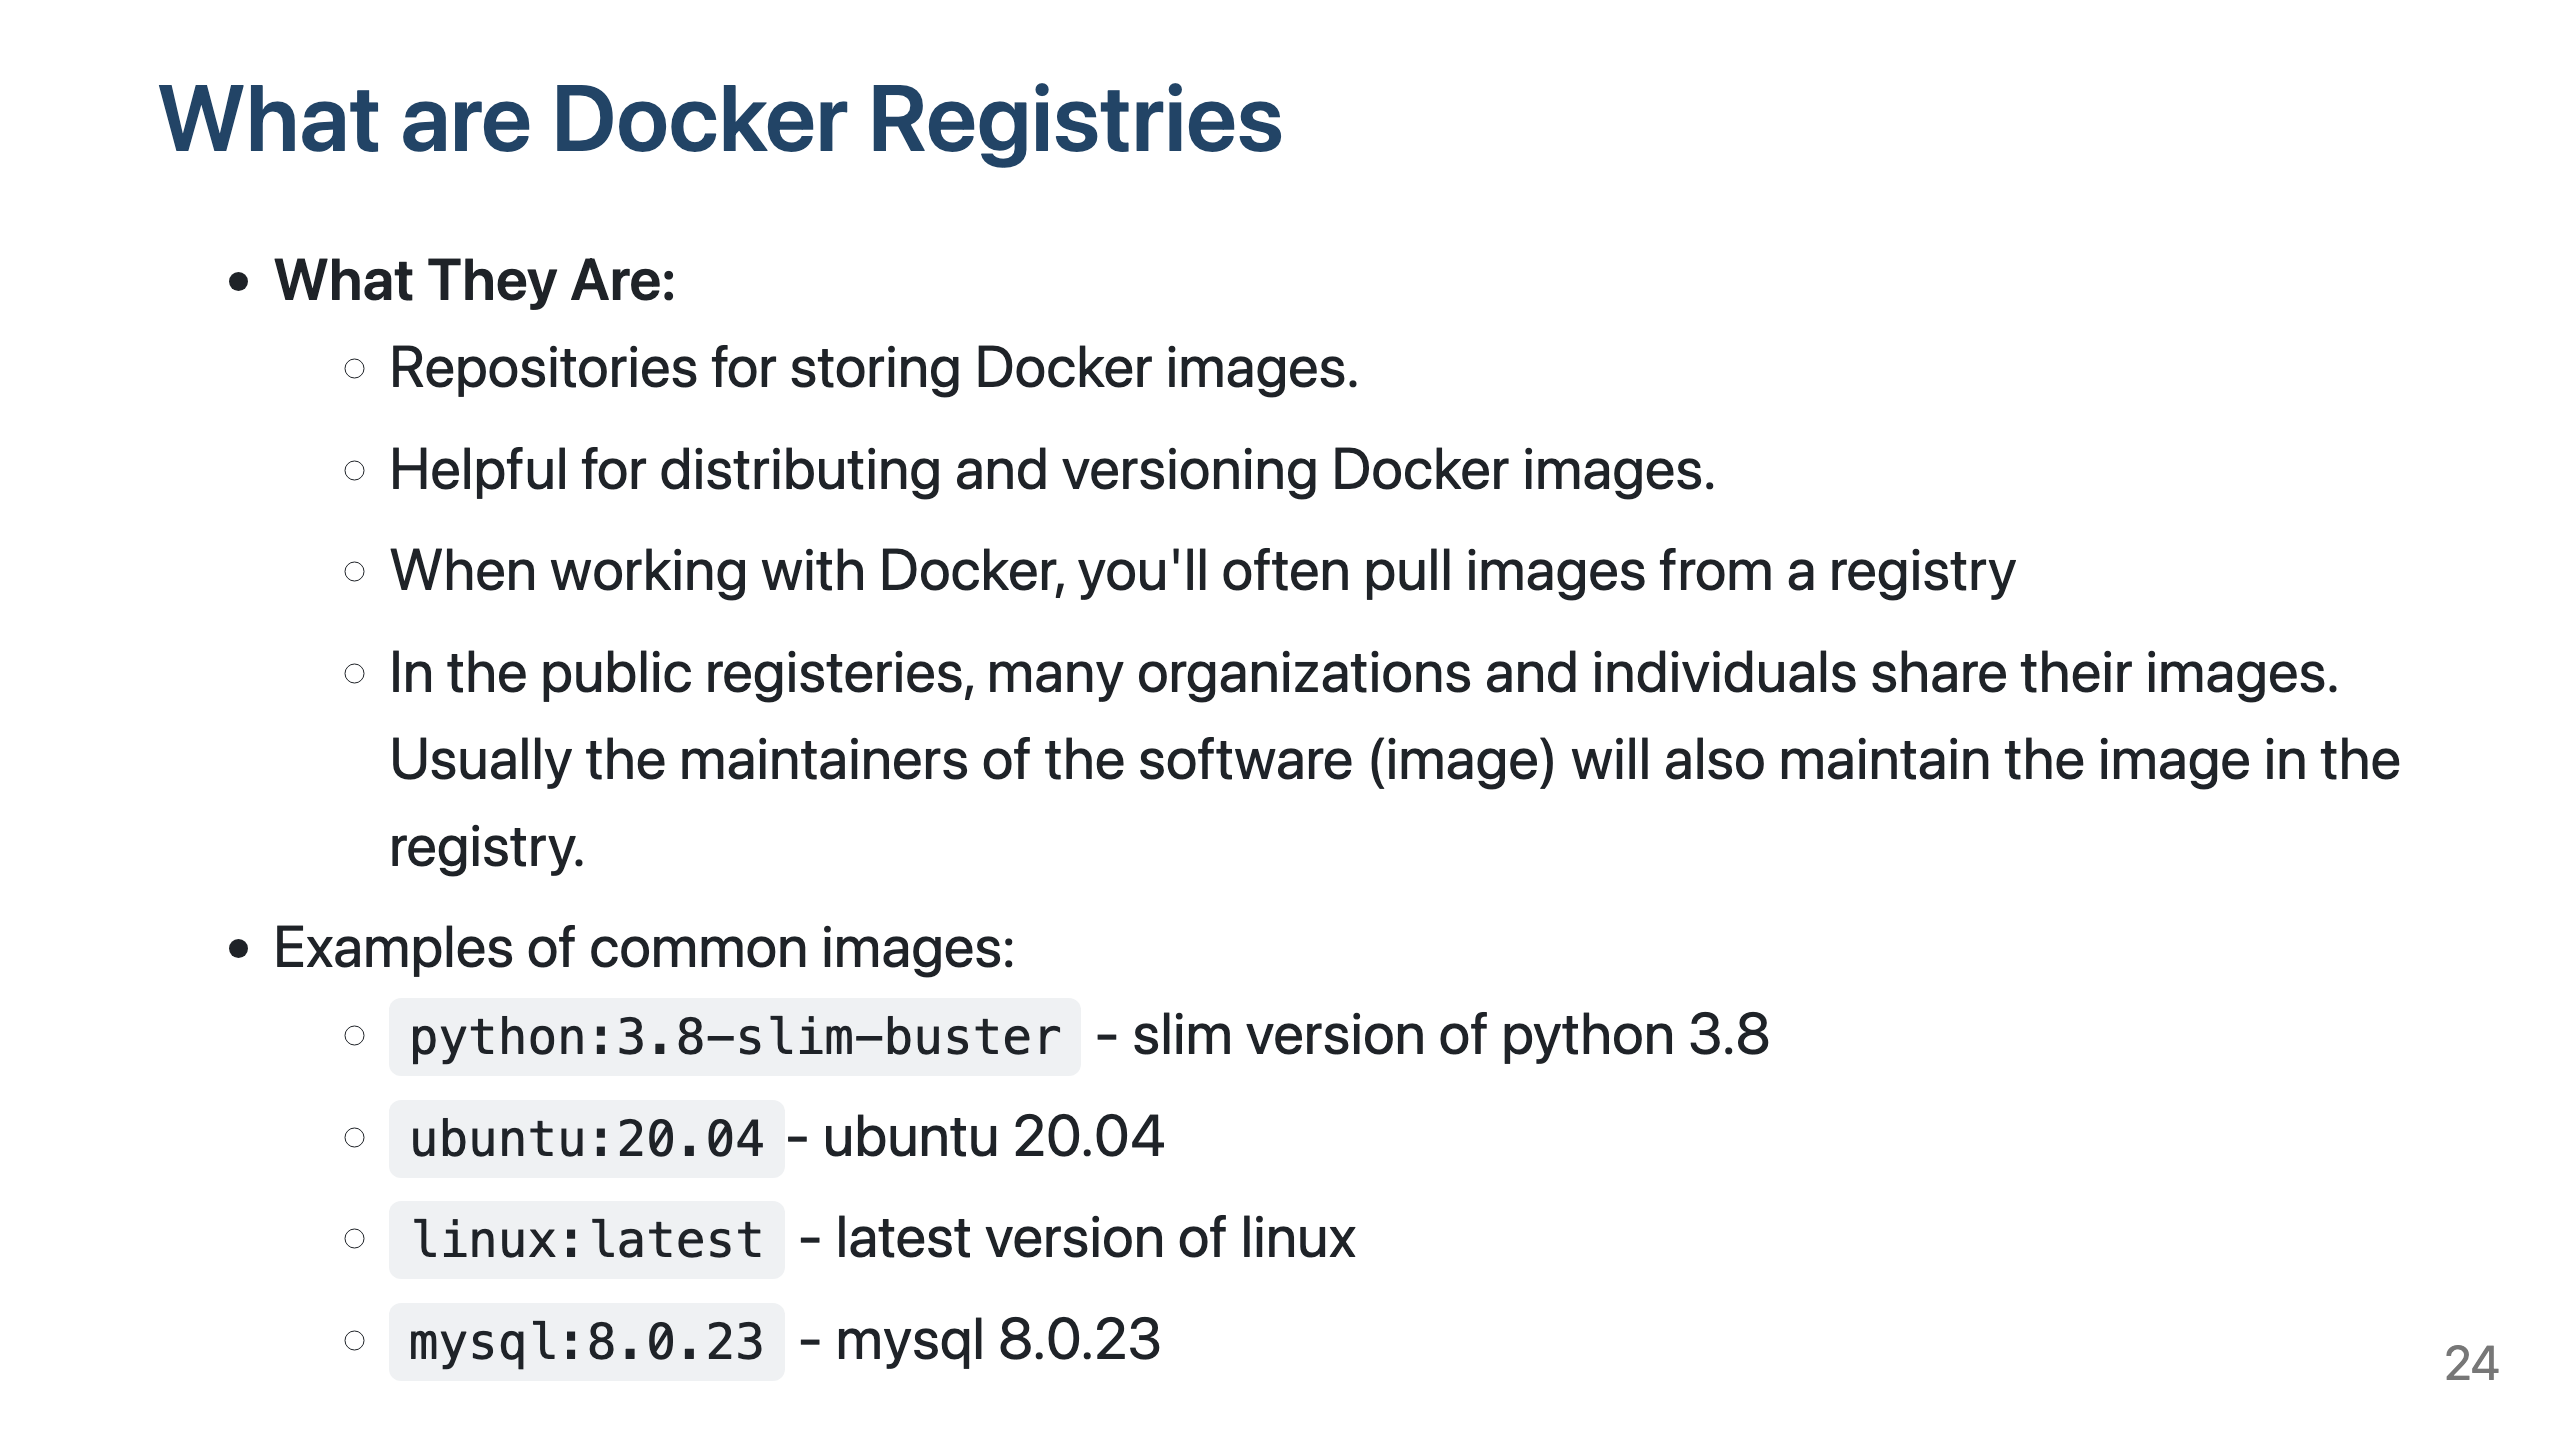 What are Docker Registries
• What They Are:
○ Repositories for storing Docker images.
○ Helpful for distributing and versioning Docker images.
○ When working with Docker, you'll often pull images from a registry
○ In the public registeries, many organizations and individuals share their images.
Usually the maintainers of the software (image) will also maintain the image in the
registry.
• Examples of common images:
○ python:3.8-slim-buster - slim version of python 3.8
○ ubuntu:20.04 - ubuntu 20.04
○ linux:latest - latest version of linux
○ mysql:8.0.23 - mysql 8.0.23
24